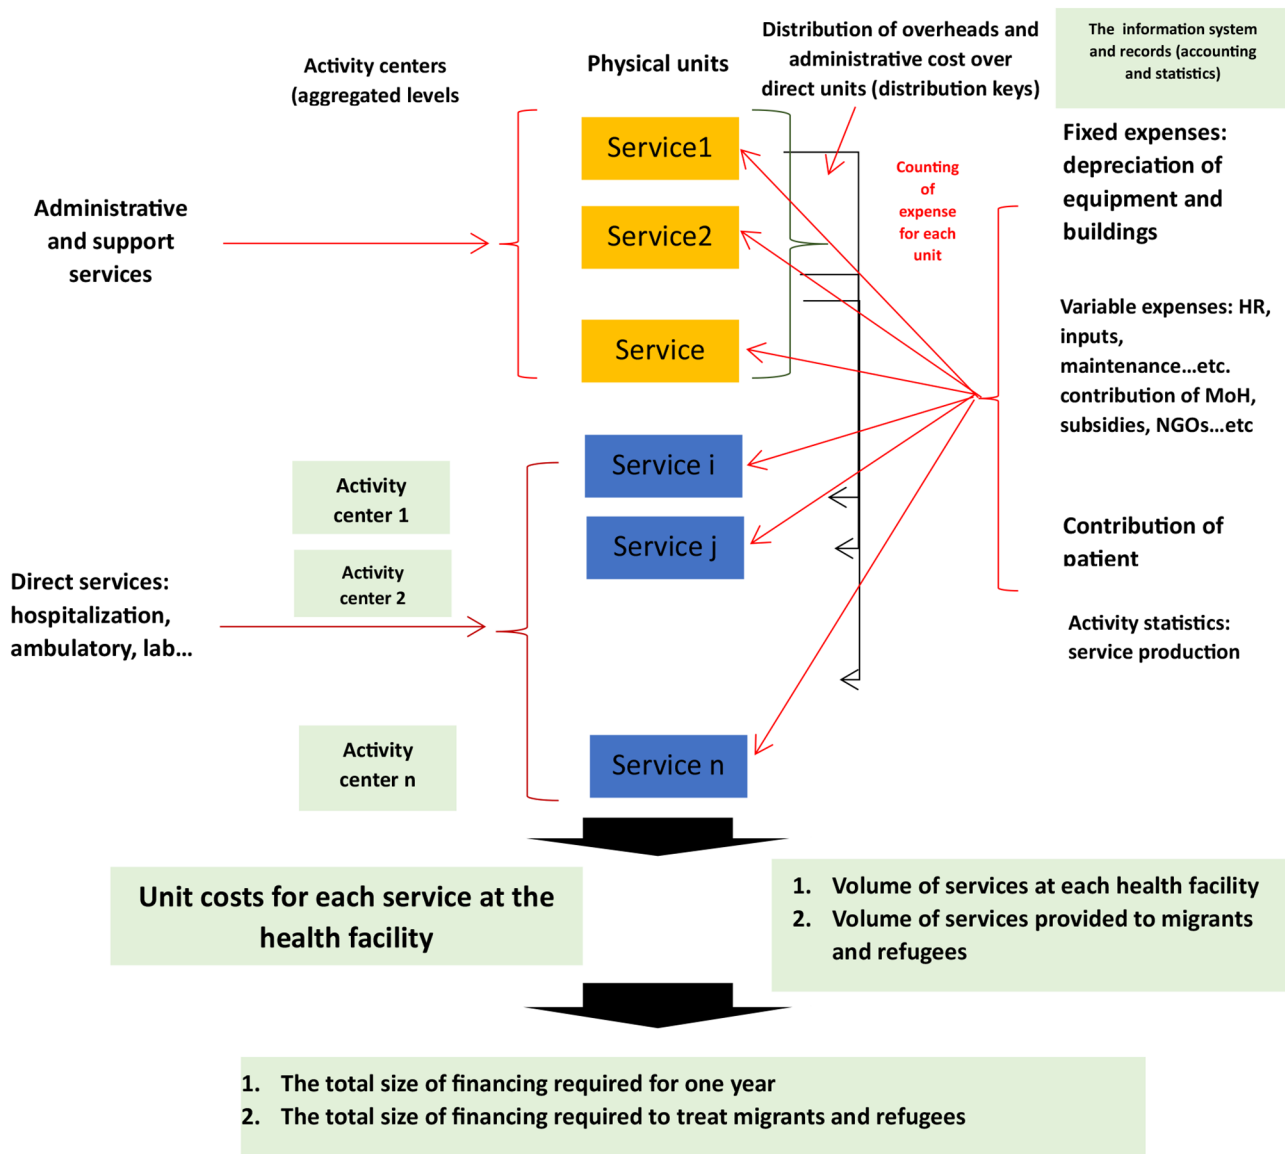 Activity centers
(aggregated levels
Physical units
Distribution of overheads and
administrative cost over
direct units (distribution keys)
The information system
and records (accounting
and statistics)
Administrative
and support
services
Service1
Service2
Service
Counting
of
expense
for each
unit
Fixed expenses:
depreciation of
equipment and
buildings
Variable expenses: HR,
inputs,
maintenance...etc.
contribution of MoH,
subsidies, NGOs...etc
Contribution of
patient
Activity statistics:
service production
Direct services:
hospitalization,
ambulatory, lab...
Activity
center 1
Activity
center 2
Activity
center n
Service i
Service j
Service n
Unit costs for each service at the
health facility
1. Volume of services at each health facility
2. Volume of services provided to migrants
and refugees
1. The total size of financing required for one year
2. The total size of financing required to treat migrants and refugees